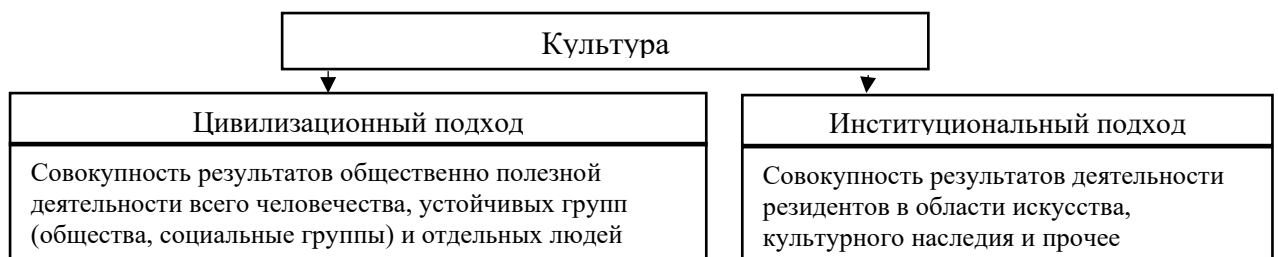 Культура
Цивилизационный подход
Совокупность результатов общественно полезной
деятельности всего человечества, устойчивых групп
(общества, социальные группы) и отдельных людей
Институциональный подход
Совокупность результатов деятельности
резидентов в области искусства,
культурного наследия и прочее